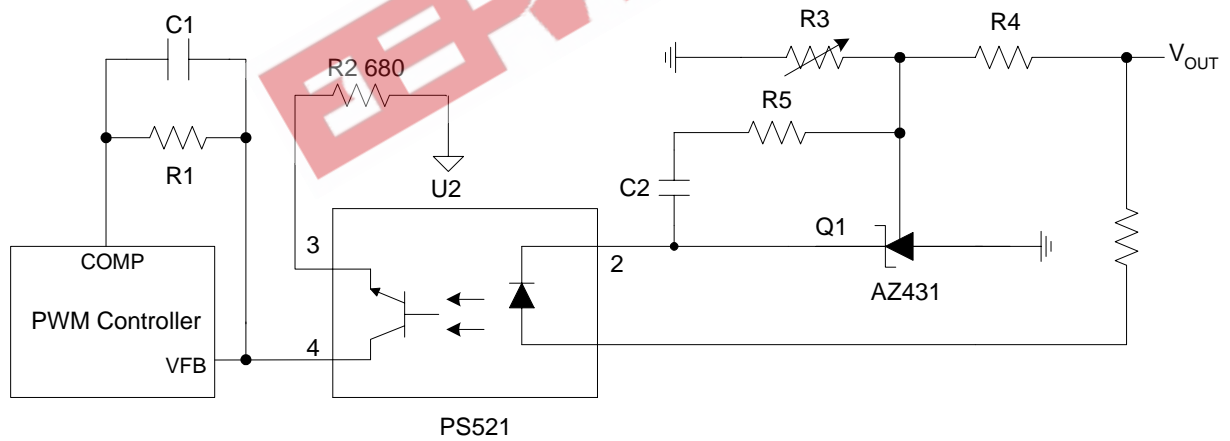 C1
R1
R2 680
U2
R3
R4
V_OUT
R5
C2
Q1
AZ431
COMP
PWM Controller
VFB
3
4
2
PS521